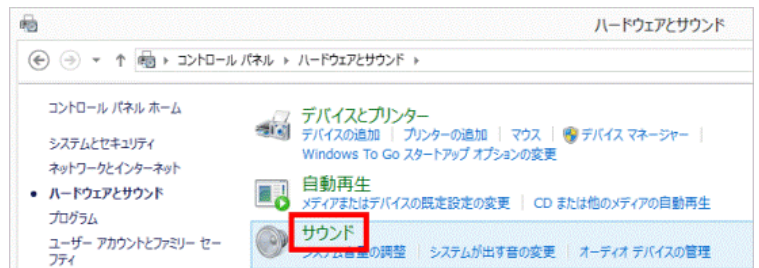 ハードウェアとサウンド
コントロール パネル ハードウェアとサウンド
コントロール パネル ホーム
システムとセキュリティ
ネットワークとインターネット
ハードウェアとサウンド
プログラム
ユーザー アカウントとファミリー セー
フティ
デバイスとプリンター
デバイスの追加 プリンターの追加 マウス デバイス マネージャー
Windows To Go スタートアップ オプションの変更
自動再生
メディアまたはデバイスの既定設定の変更 CD または他のメディアの自動再生
サウンド
システム音量の調整 システムが出す音の変更 オーディオ デバイスの管理